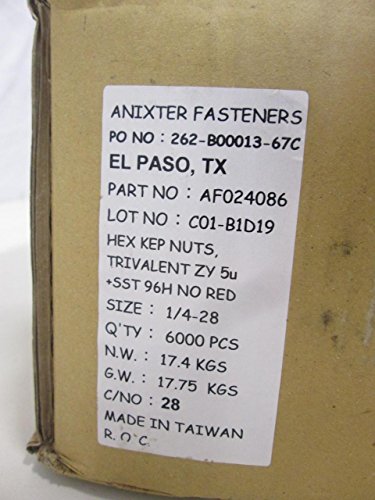 ANIXTER FASTENERS
PO NO : 262-B00013-67C
EL PASO, TX
PART NO : AF024086
LOT NO : C01-B1D19
HEX KEP NUTS,
TRIVALENT ZY 5u
+SST 96H NO RED
SIZE : 1/4-28
Q'TY : 6000 PCS
N.W. : 17.4 KGS
G.W. : 17.75 KGS
C/NO : 28
MADE IN TAIWAN
R.O.C.